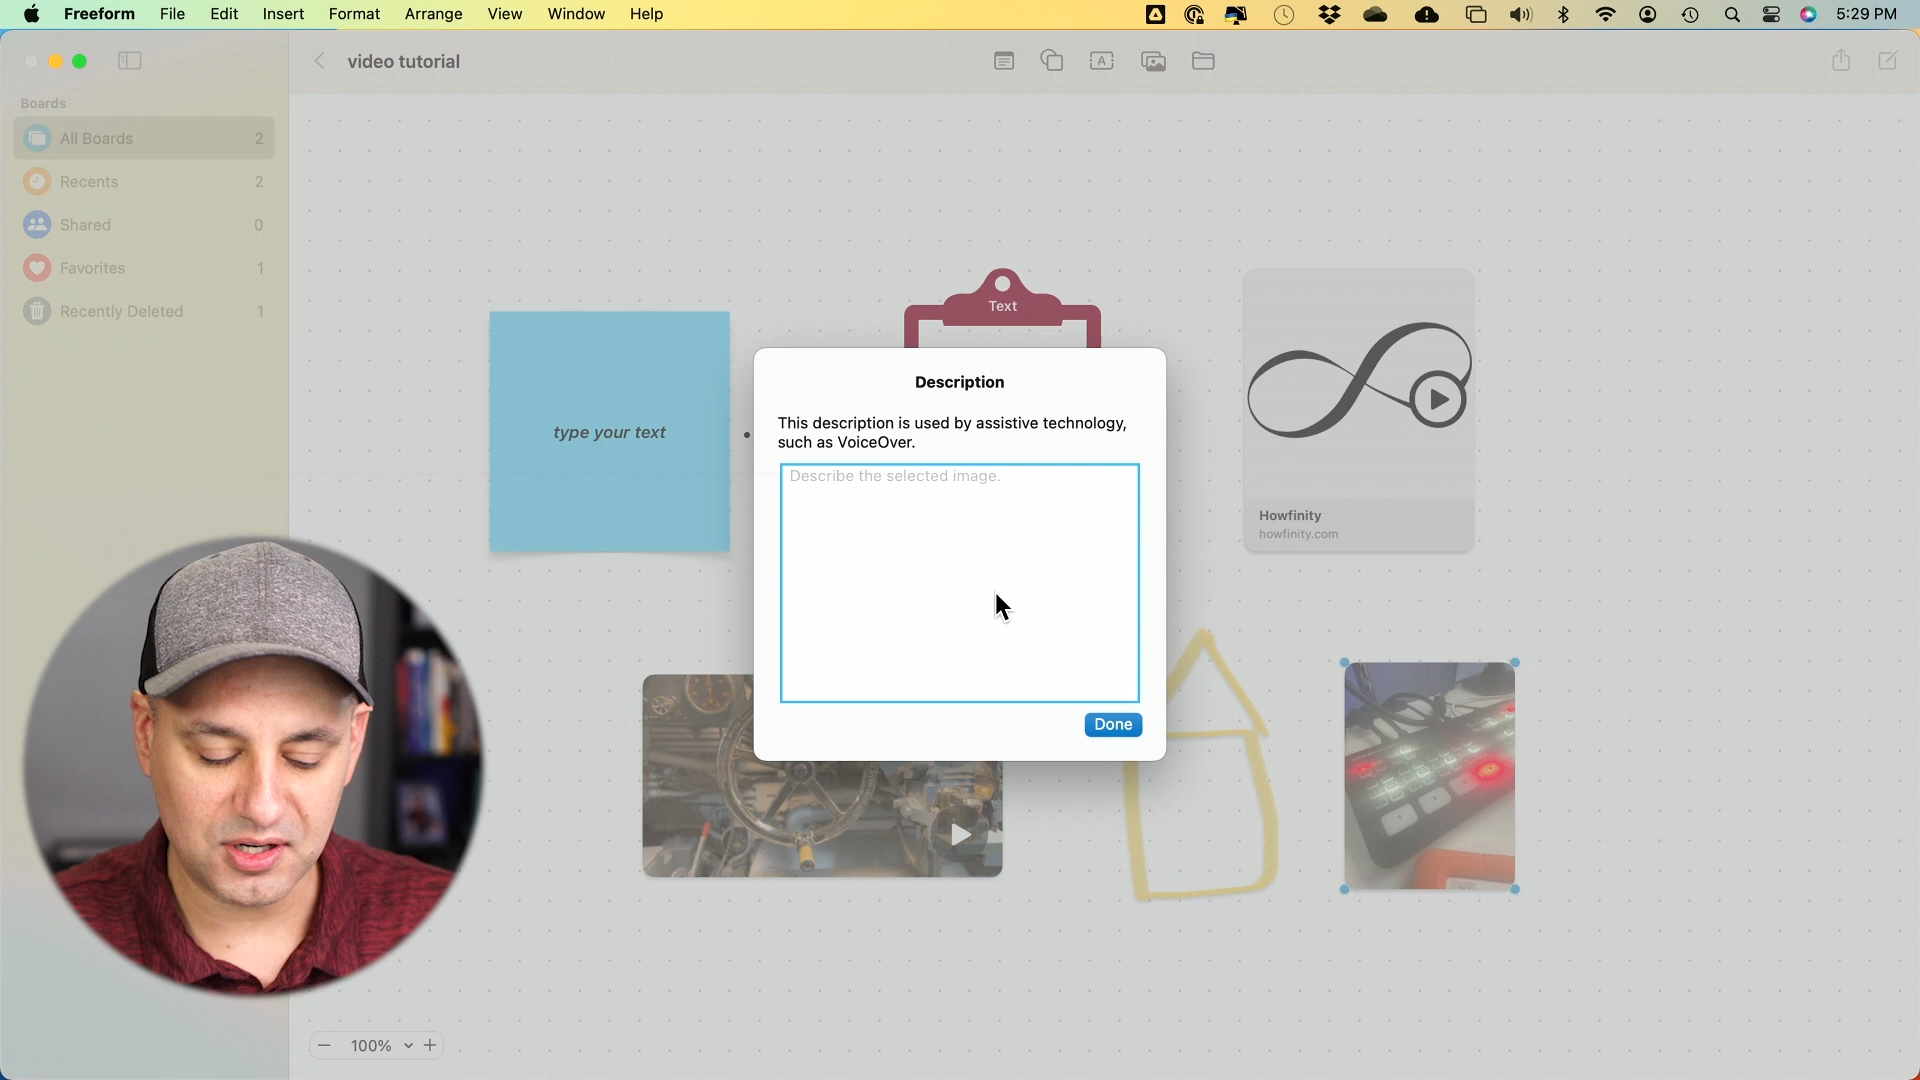 Freeform File Edit Insert Format Arrange View Window Help 5:29 PM
video tutorial
Boards
All Boards 2
Recents 2
Shared 0
Favorites 1
Recently Deleted 1
Text
type your text
Description
This description is used by assistive technology,
such as VoiceOver.
Describe the selected image.
Done
Howfinity
howfinity.com
100%